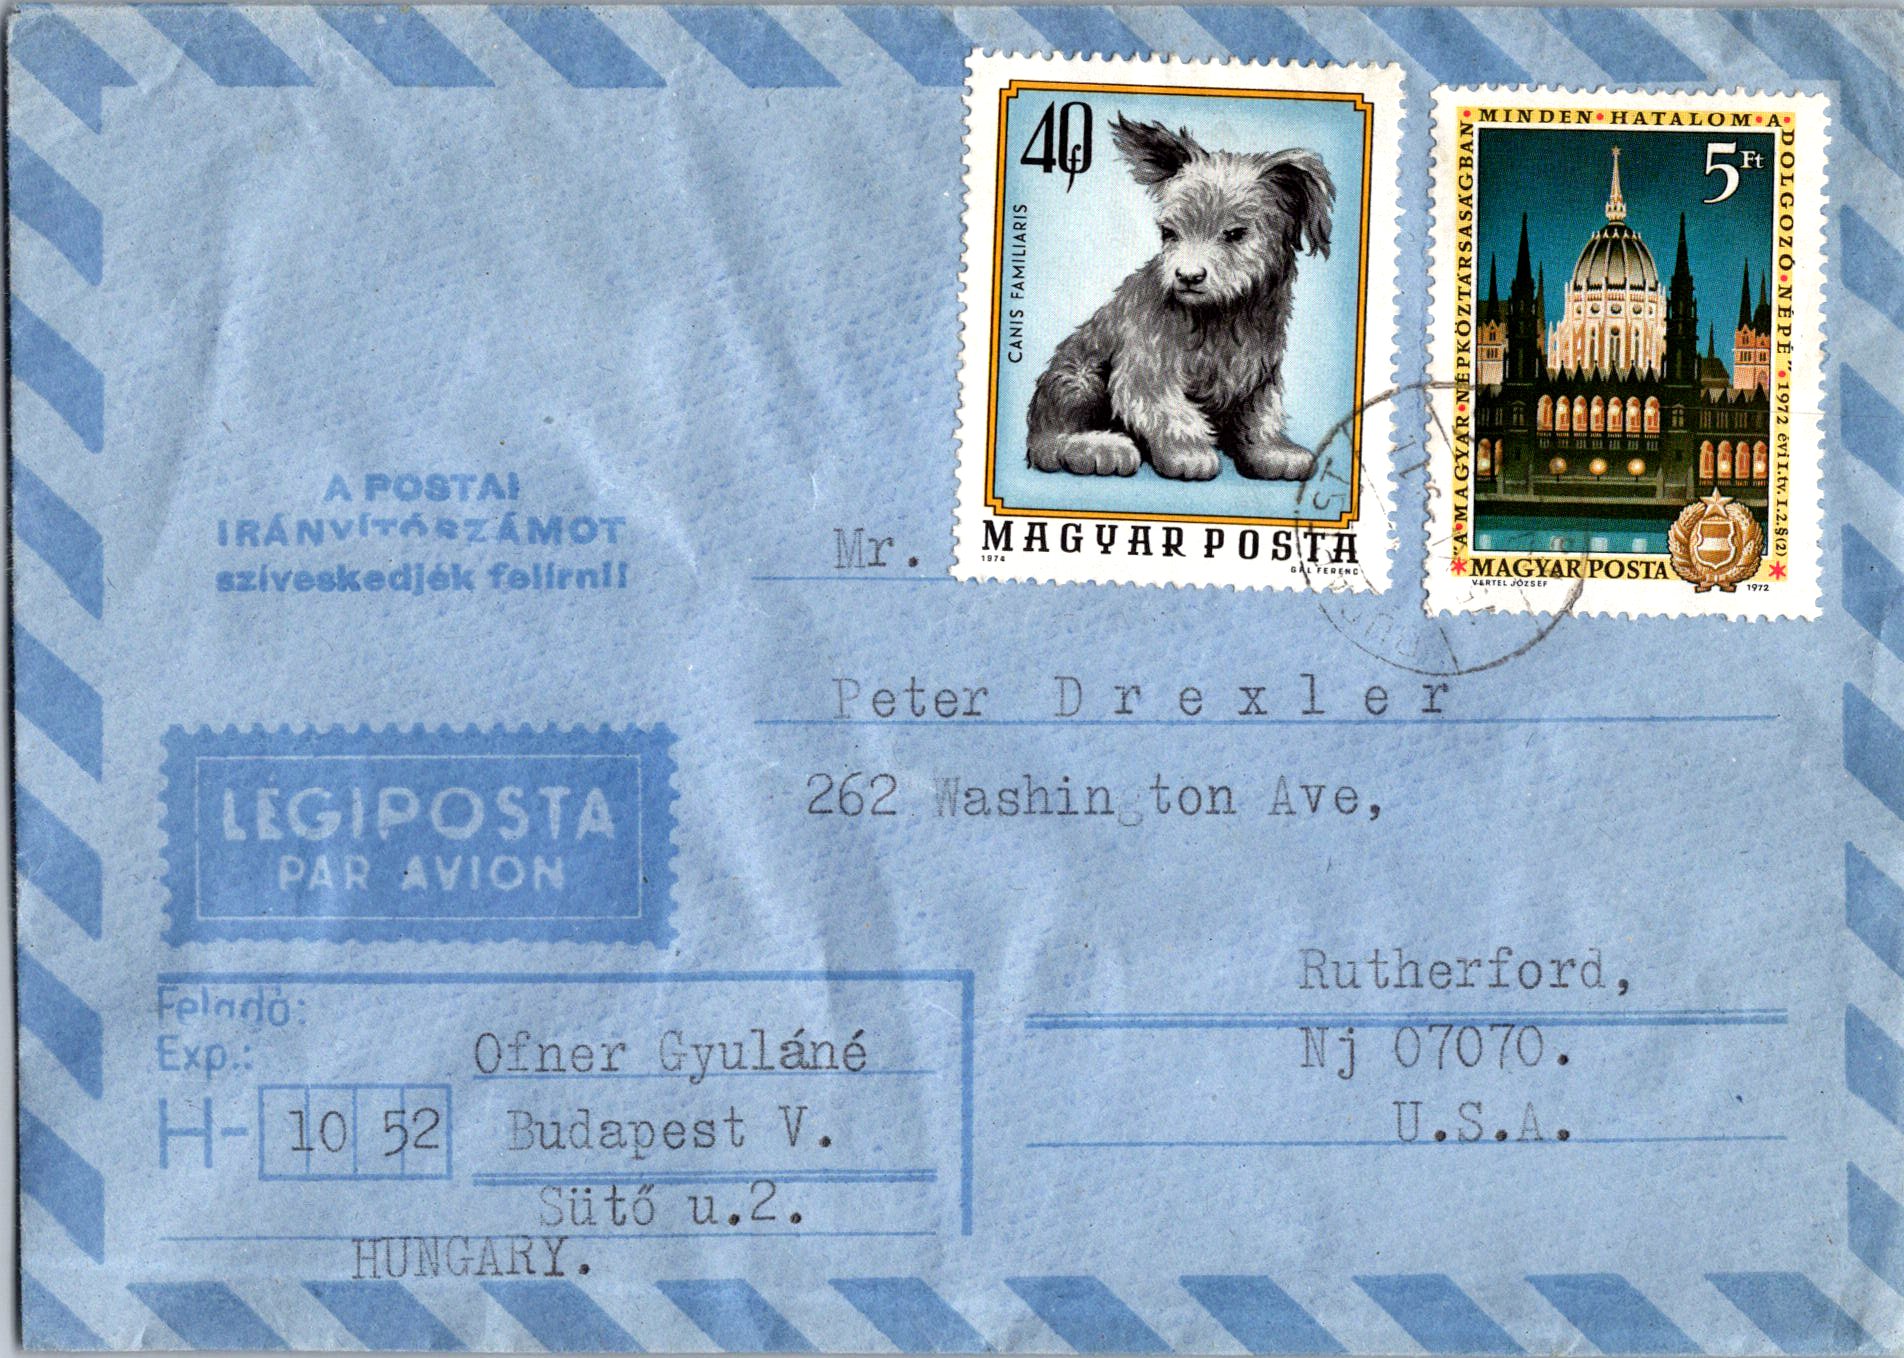 40f
CANIS FAMILIARIS
MAGYAR POSTA
1974
GÁL FERENC
"A MAGYAR • NÉPKÖZTÁRSASÁGBAN • MINDEN • HATALOM • A • DOLGOZÓ • NÉPÉ" • 1972 évi I. tv. 1. 2. § (2)
5 Ft
MAGYAR POSTA
VERTEL JÓZSEF
1972
A POSTAI
IRÁNYÍTÓSZÁMOT
szíveskedjék felírni!
Mr.
Peter Drexler
262 Washington Ave,
Rutherford,
Nj 07070.
U.S.A.
LÉGIPOSTA
PAR AVION
Feladó:
Exp.:
Ofner Gyuláné
H- 10 52 Budapest V.
Sütő u.2.
HUNGARY.